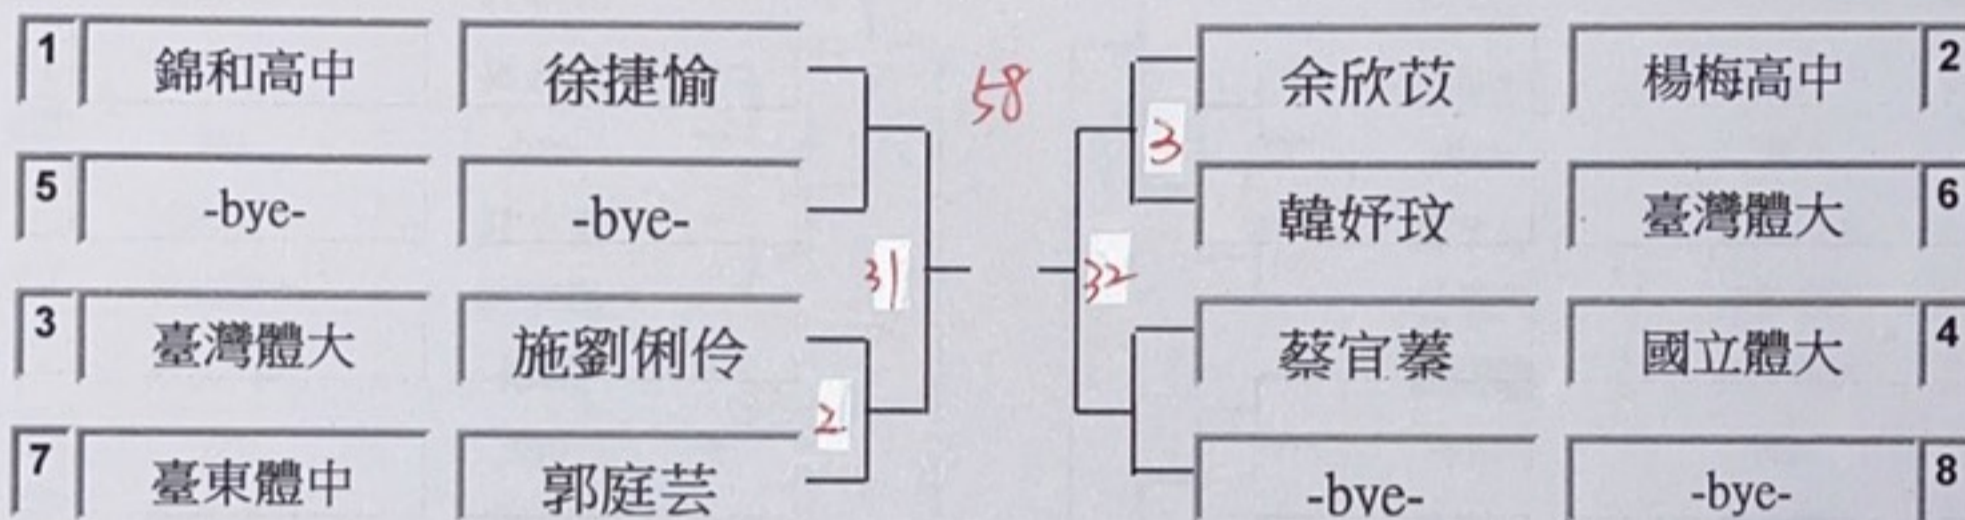 1 錦和高中 徐捷愉
5 -bye- -bye-
3 臺灣體大 施劉俐伶
7 臺東體中 郭庭芸
31
2
58
3
32
余欣苡 楊梅高中 2
韓妤玟 臺灣體大 6
蔡官蓁 國立體大 4
-bye- -bye- 8